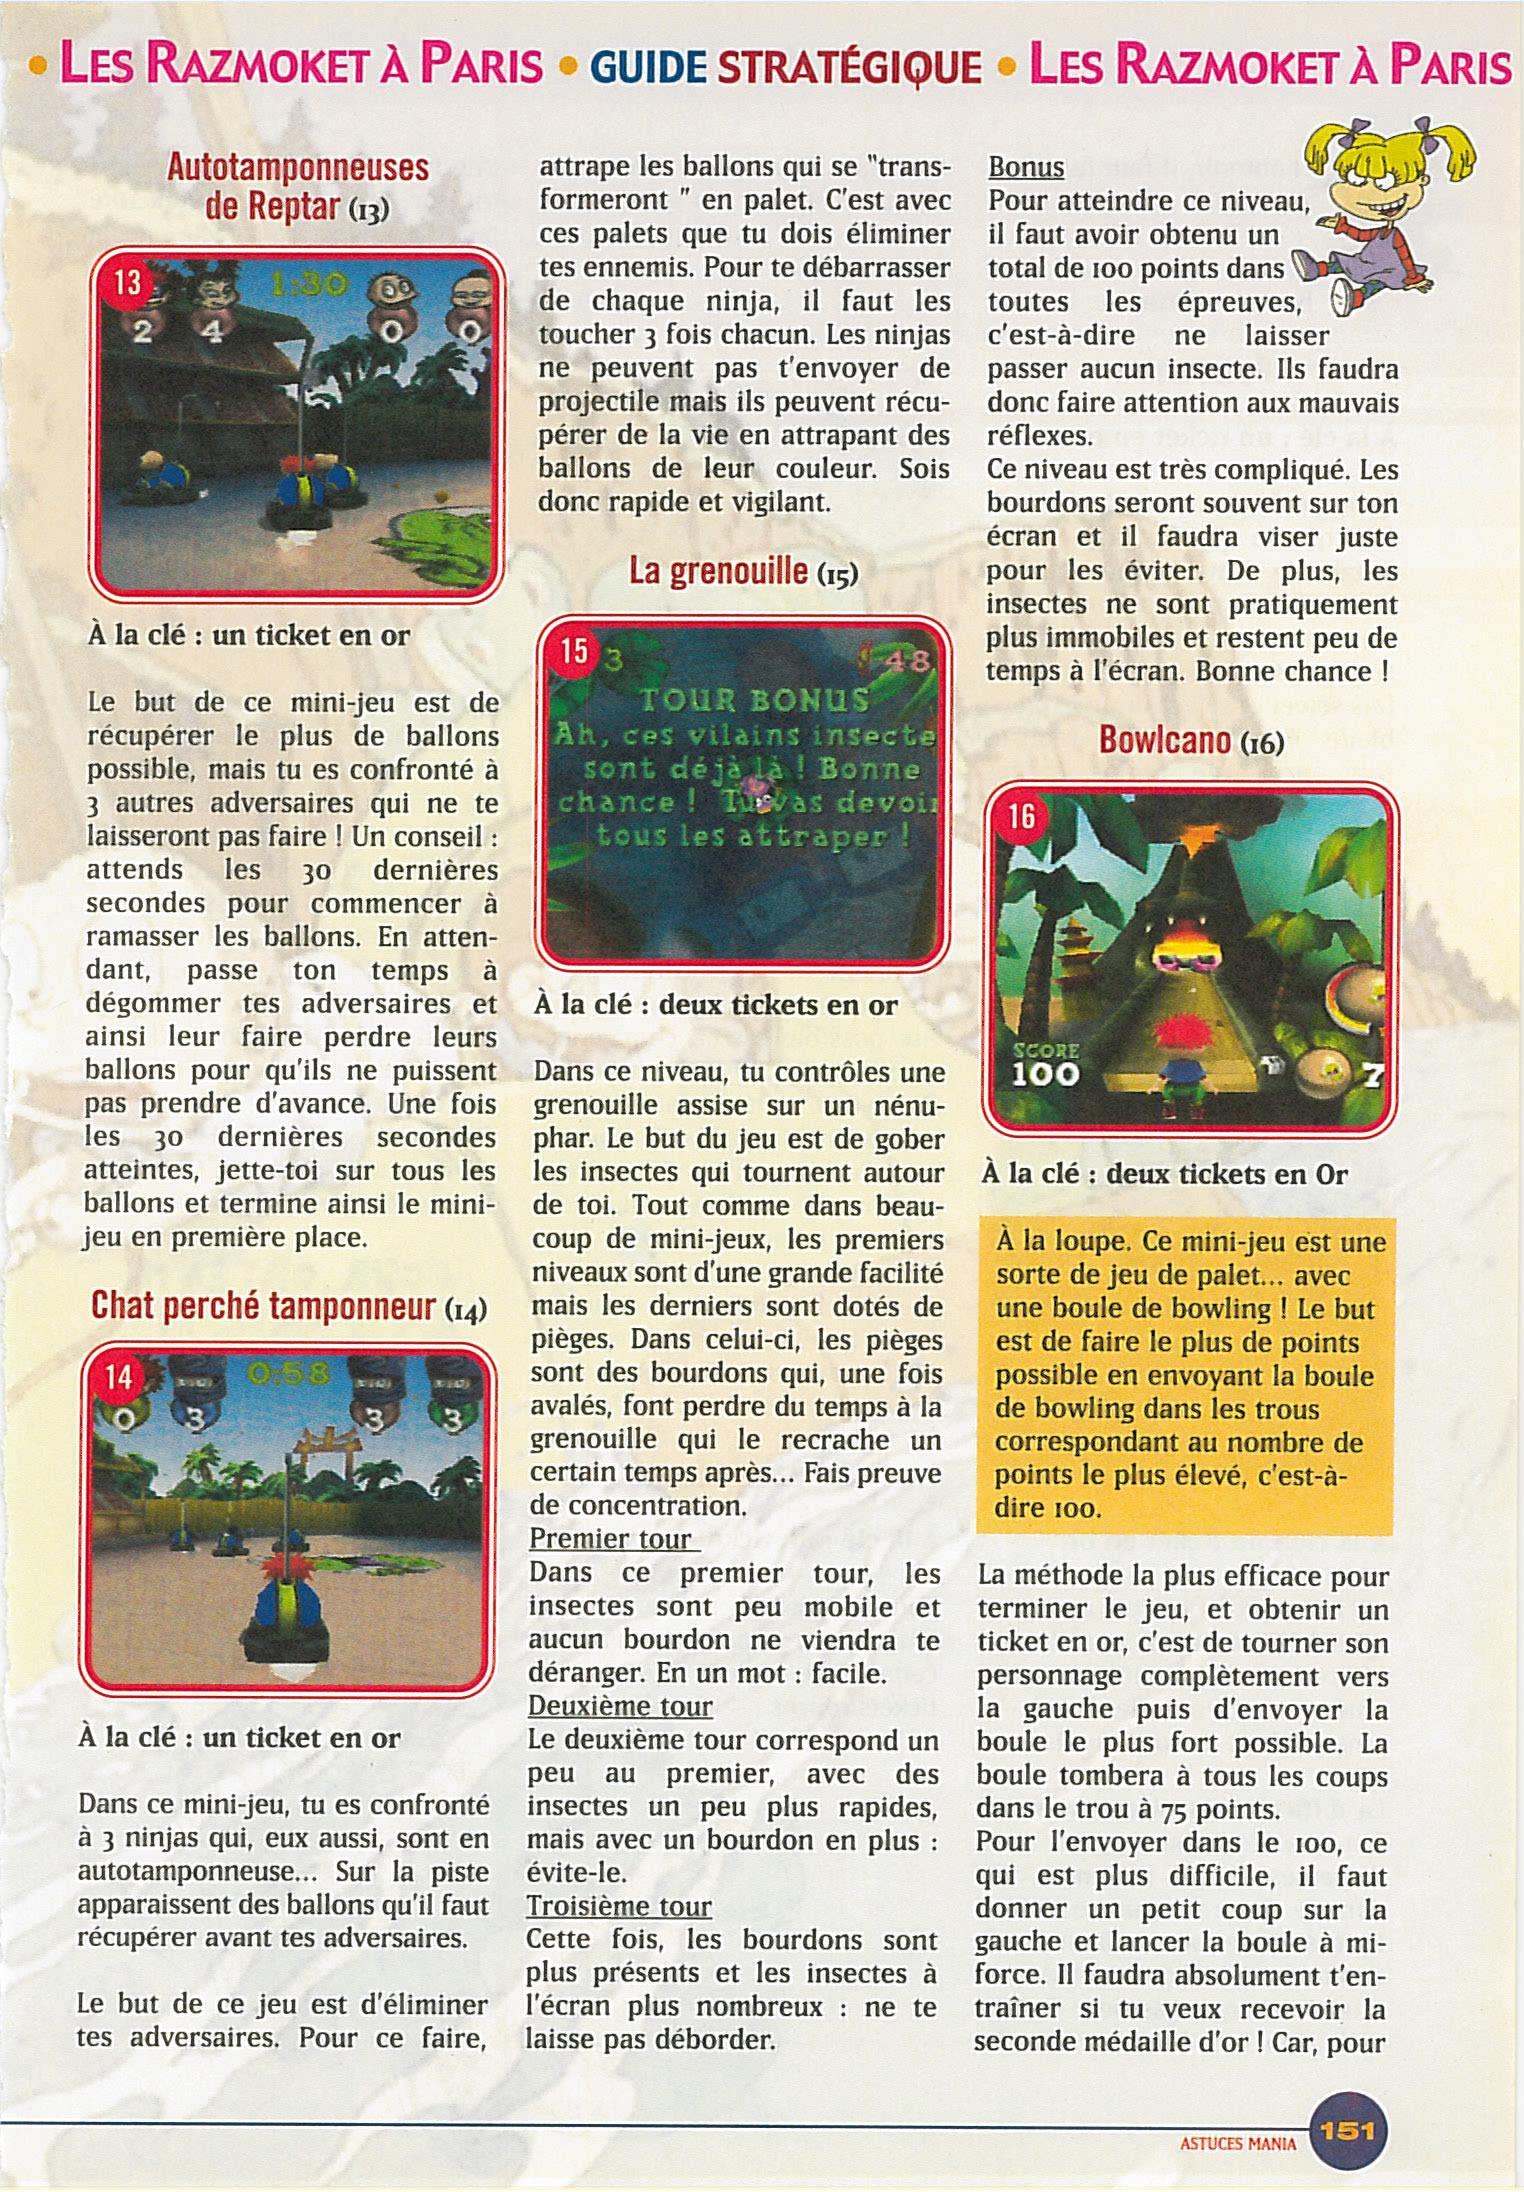 • LES RAZMOKET À PARIS • GUIDE STRATÉGIQUE • LES RAZMOKET À PARIS
Autotamponneuses
de Reptar (13)
13
1:30
2
4
0
0
À la clé : un ticket en or
Le but de ce mini-jeu est de
récupérer le plus de ballons
possible, mais tu es confronté à
3 autres adversaires qui ne te
laisseront pas faire ! Un conseil :
attends les 30 dernières
secondes pour commencer à
ramasser les ballons. En atten-
dant, passe ton temps à
dégommer tes adversaires et
ainsi leur faire perdre leurs
ballons pour qu'ils ne puissent
pas prendre d'avance. Une fois
les 30 dernières secondes
atteintes, jette-toi sur tous les
ballons et termine ainsi le mini-
jeu en première place.
Chat perché tamponneur (14)
14
0:58
0
3
3
3
À la clé : un ticket en or
Dans ce mini-jeu, tu es confronté
à 3 ninjas qui, eux aussi, sont en
autotamponneuse... Sur la piste
apparaissent des ballons qu'il faut
récupérer avant tes adversaires.
Le but de ce jeu est d'éliminer
tes adversaires. Pour ce faire,
attrape les ballons qui se "trans-
formeront " en palet. C'est avec
ces palets que tu dois éliminer
tes ennemis. Pour te débarrasser
de chaque ninja, il faut les
toucher 3 fois chacun. Les ninjas
ne peuvent pas t'envoyer de
projectile mais ils peuvent récu-
pérer de la vie en attrapant des
ballons de leur couleur. Sois
donc rapide et vigilant.
La grenouille (15)
15
3
48
TOUR BONUS
Ah, ces vilains insecte
sont déjà là ! Bonne
chance ! Tu vas devoir
tous les attraper !
À la clé : deux tickets en or
Dans ce niveau, tu contrôles une
grenouille assise sur un nénu-
phar. Le but du jeu est de gober
les insectes qui tournent autour
de toi. Tout comme dans beau-
coup de mini-jeux, les premiers
niveaux sont d'une grande facilité
mais les derniers sont dotés de
pièges. Dans celui-ci, les pièges
sont des bourdons qui, une fois
avalés, font perdre du temps à la
grenouille qui le recrache un
certain temps après... Fais preuve
de concentration.
Premier tour
Dans ce premier tour, les
insectes sont peu mobile et
aucun bourdon ne viendra te
déranger. En un mot : facile.
Deuxième tour
Le deuxième tour correspond un
peu au premier, avec des
insectes un peu plus rapides,
mais avec un bourdon en plus :
évite-le.
Troisième tour
Cette fois, les bourdons sont
plus présents et les insectes à
l'écran plus nombreux : ne te
laisse pas déborder.
Bonus
Pour atteindre ce niveau,
il faut avoir obtenu un
total de 100 points dans
toutes les épreuves,
c'est-à-dire ne laisser
passer aucun insecte. Ils faudra
donc faire attention aux mauvais
réflexes.
Ce niveau est très compliqué. Les
bourdons seront souvent sur ton
écran et il faudra viser juste
pour les éviter. De plus, les
insectes ne sont pratiquement
plus immobiles et restent peu de
temps à l'écran. Bonne chance !
Bowlcano (16)
16
SCORE
100
7
À la clé : deux tickets en Or
À la loupe. Ce mini-jeu est une
sorte de jeu de palet... avec
une boule de bowling ! Le but
est de faire le plus de points
possible en envoyant la boule
de bowling dans les trous
correspondant au nombre de
points le plus élevé, c'est-à-
dire 100.
La méthode la plus efficace pour
terminer le jeu, et obtenir un
ticket en or, c'est de tourner son
personnage complètement vers
la gauche puis d'envoyer la
boule le plus fort possible. La
boule tombera à tous les coups
dans le trou à 75 points.
Pour l'envoyer dans le 100, ce
qui est plus difficile, il faut
donner un petit coup sur la
gauche et lancer la boule à mi-
force. Il faudra absolument t'en-
traîner si tu veux recevoir la
seconde médaille d'or ! Car, pour
ASTUCES MANIA
151